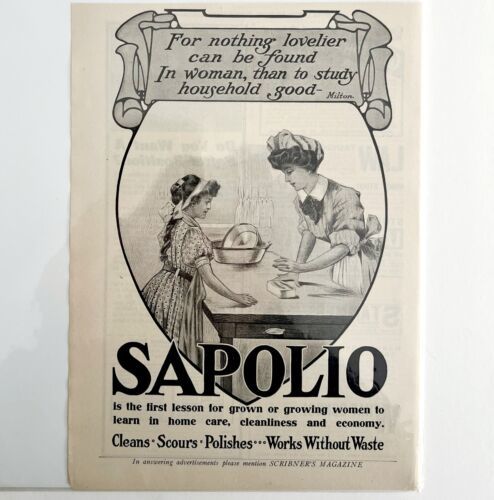 For nothing lovelier
can be found
In woman, than to study
household good-
Milton.
SAPOLIO
is the first lesson for grown or growing women to
learn in home care, cleanliness and economy.
Cleans · Scours · Polishes ··· Works Without Waste
In answering advertisements please mention SCRIBNER'S MAGAZINE